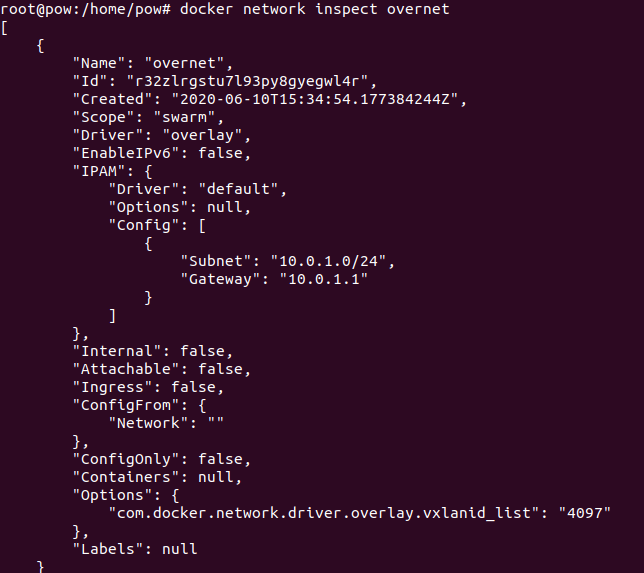 root@pow:/home/pow# docker network inspect overnet
[
    {
        "Name": "overnet",
        "Id": "r32zlrgstu7l93py8gyegwl4r",
        "Created": "2020-06-10T15:34:54.177384244Z",
        "Scope": "swarm",
        "Driver": "overlay",
        "EnableIPv6": false,
        "IPAM": {
            "Driver": "default",
            "Options": null,
            "Config": [
                {
                    "Subnet": "10.0.1.0/24",
                    "Gateway": "10.0.1.1"
                }
            ]
        },
        "Internal": false,
        "Attachable": false,
        "Ingress": false,
        "ConfigFrom": {
            "Network": ""
        },
        "ConfigOnly": false,
        "Containers": null,
        "Options": {
            "com.docker.network.driver.overlay.vxlanid_list": "4097"
        },
        "Labels": null
    }